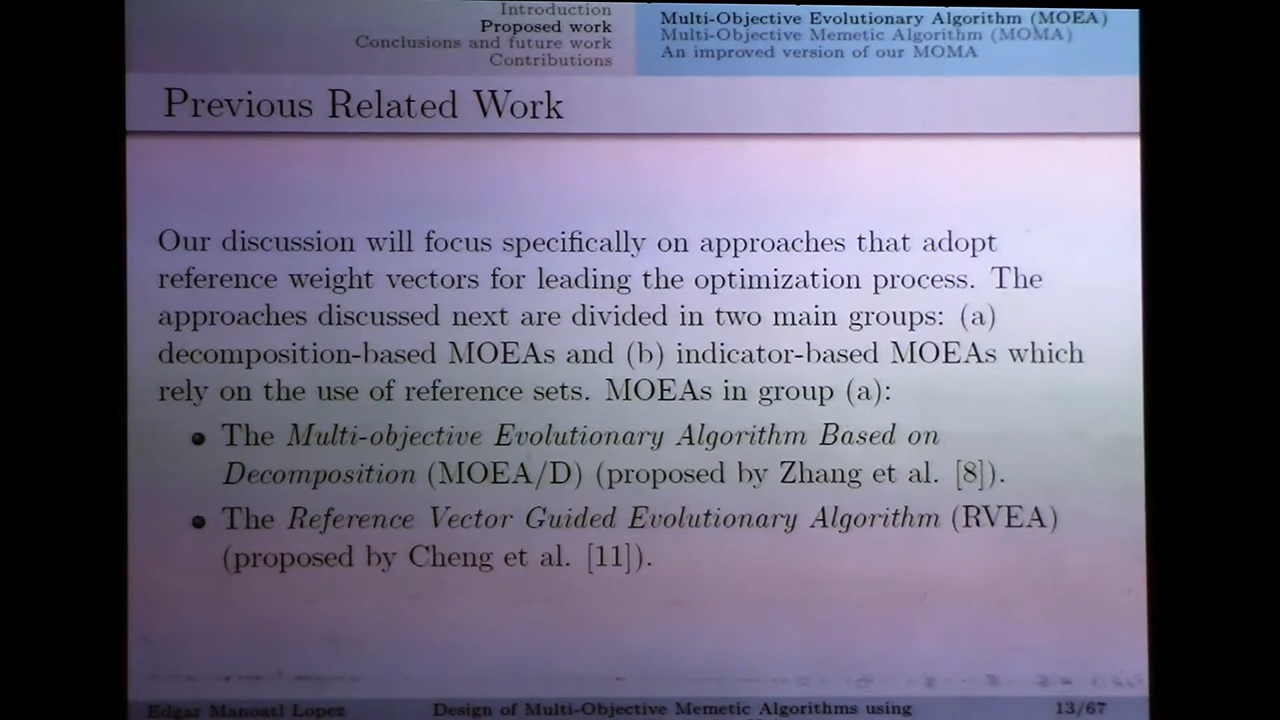 Introduction
Proposed work
Conclusions and future work
Contributions
Multi-Objective Evolutionary Algorithm (MOEA)
Multi-Objective Memetic Algorithm (MOMA)
An improved version of our MOMA
Previous Related Work
Our discussion will focus specifically on approaches that adopt
reference weight vectors for leading the optimization process. The
approaches discussed next are divided in two main groups: (a)
decomposition-based MOEAs and (b) indicator-based MOEAs which
rely on the use of reference sets. MOEAs in group (a):
The Multi-objective Evolutionary Algorithm Based on
Decomposition (MOEA/D) (proposed by Zhang et al. [8]).
The Reference Vector Guided Evolutionary Algorithm (RVEA)
(proposed by Cheng et al. [11]).
Edgar Manoatl Lopez
Design of Multi-Objective Memetic Algorithms using
13/67